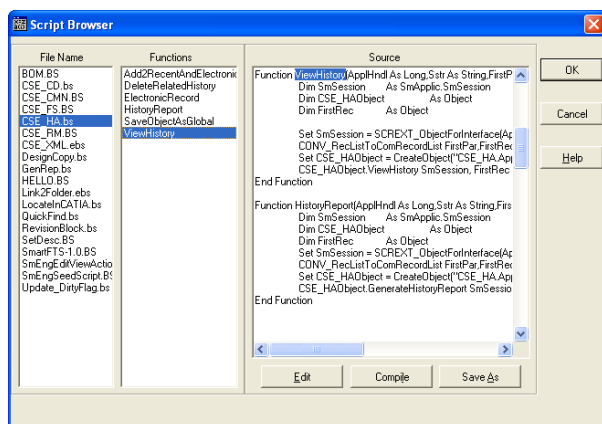 Script Browser
File Name
BOM.BS
CSE_CD.bs
CSE_CMN.BS
CSE_FS.BS
CSE_HA.bs
CSE_RM.BS
CSE_XML.ebs
DesignCopy.bs
GenRep.bs
HELLO.BS
Link2Folder.ebs
LocateInCATIA.bs
QuickFind.bs
RevisionBlock.bs
SetDesc.BS
SmartFTS-1.0.BS
SmEngEditViewActio
SmEngSeedScript.BS
Update_DirtyFlag.bs
Functions
Add2RecentAndElectronic
DeleteRelatedHistory
ElectronicRecord
HistoryReport
SaveObjectAsGlobal
ViewHistory
Source
Function ViewHistory(ApplHndl As Long,Sstr As String,FirstP
Dim SmSession As SmApplic.SmSession
Dim CSE_HAObject As Object
Dim FirstRec As Object
Set SmSession = SCREXT_ObjectForInterface(Ap
CONV_RecListToComRecordList FirstPar,FirstRec
Set CSE_HAObject = CreateObject("CSE_HA.App
CSE_HAObject.ViewHistory SmSession, FirstRec
End Function
Function HistoryReport(ApplHndl As Long,Sstr As String,Firs
Dim SmSession As SmApplic.SmSession
Dim CSE_HAObject As Object
Dim FirstRec As Object
Set SmSession = SCREXT_ObjectForInterface(Ap
CONV_RecListToComRecordList FirstPar,FirstRec
Set CSE_HAObject = CreateObject("CSE_HA.App
CSE_HAObject.GenerateHistoryReport SmSessio
End Function
Edit
Compile
Save As
OK
Cancel
Help